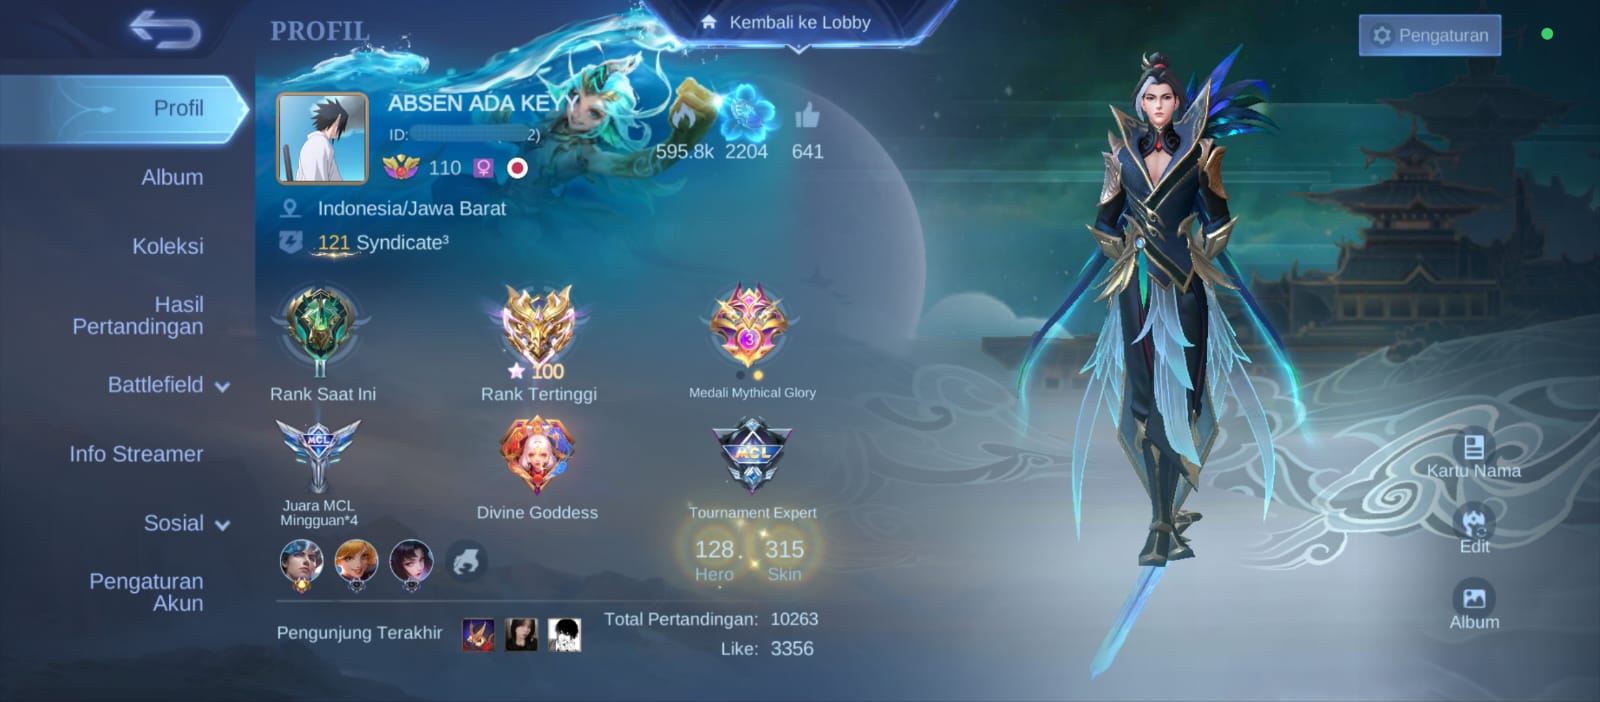 PROFIL
Kembali ke Lobby
Pengaturan
Profil
Album
Koleksi
Hasil
Pertandingan
Battlefield
Info Streamer
Sosial
Pengaturan
Akun
ABSEN ADA KEYY
ID: 2)
110
595.8k 2204 641
Indonesia/Jawa Barat
121 Syndicate³
II
Rank Saat Ini
100
Rank Tertinggi
3
Medali Mythical Glory
MCL
Juara MCL
Mingguan*4
Divine Goddess
MCL
Tournament Expert
128 . 315
Hero Skin
Pengunjung Terakhir
Total Pertandingan: 10263
Like: 3356
Kartu Nama
Edit
Album